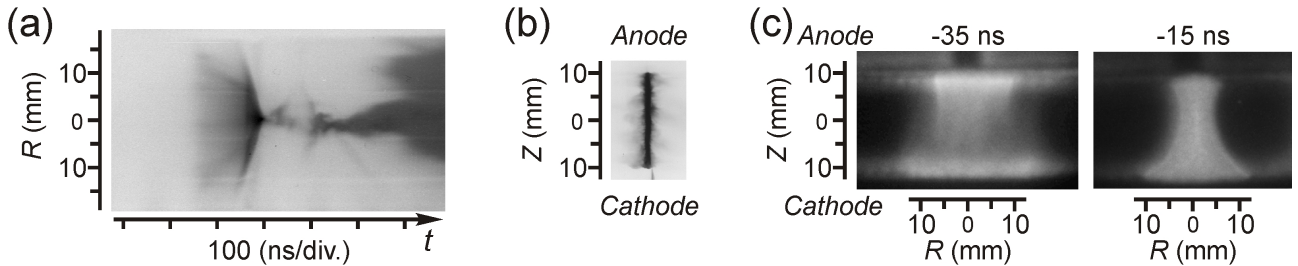 (a)
R (mm)
10
0
10
100 (ns/div.)
t
(b)
Anode
Z (mm)
10
0
10
Cathode
(c)
Anode
-35 ns
-15 ns
Z (mm)
10
0
10
Cathode
10 0 10
R (mm)
10 0 10
R (mm)